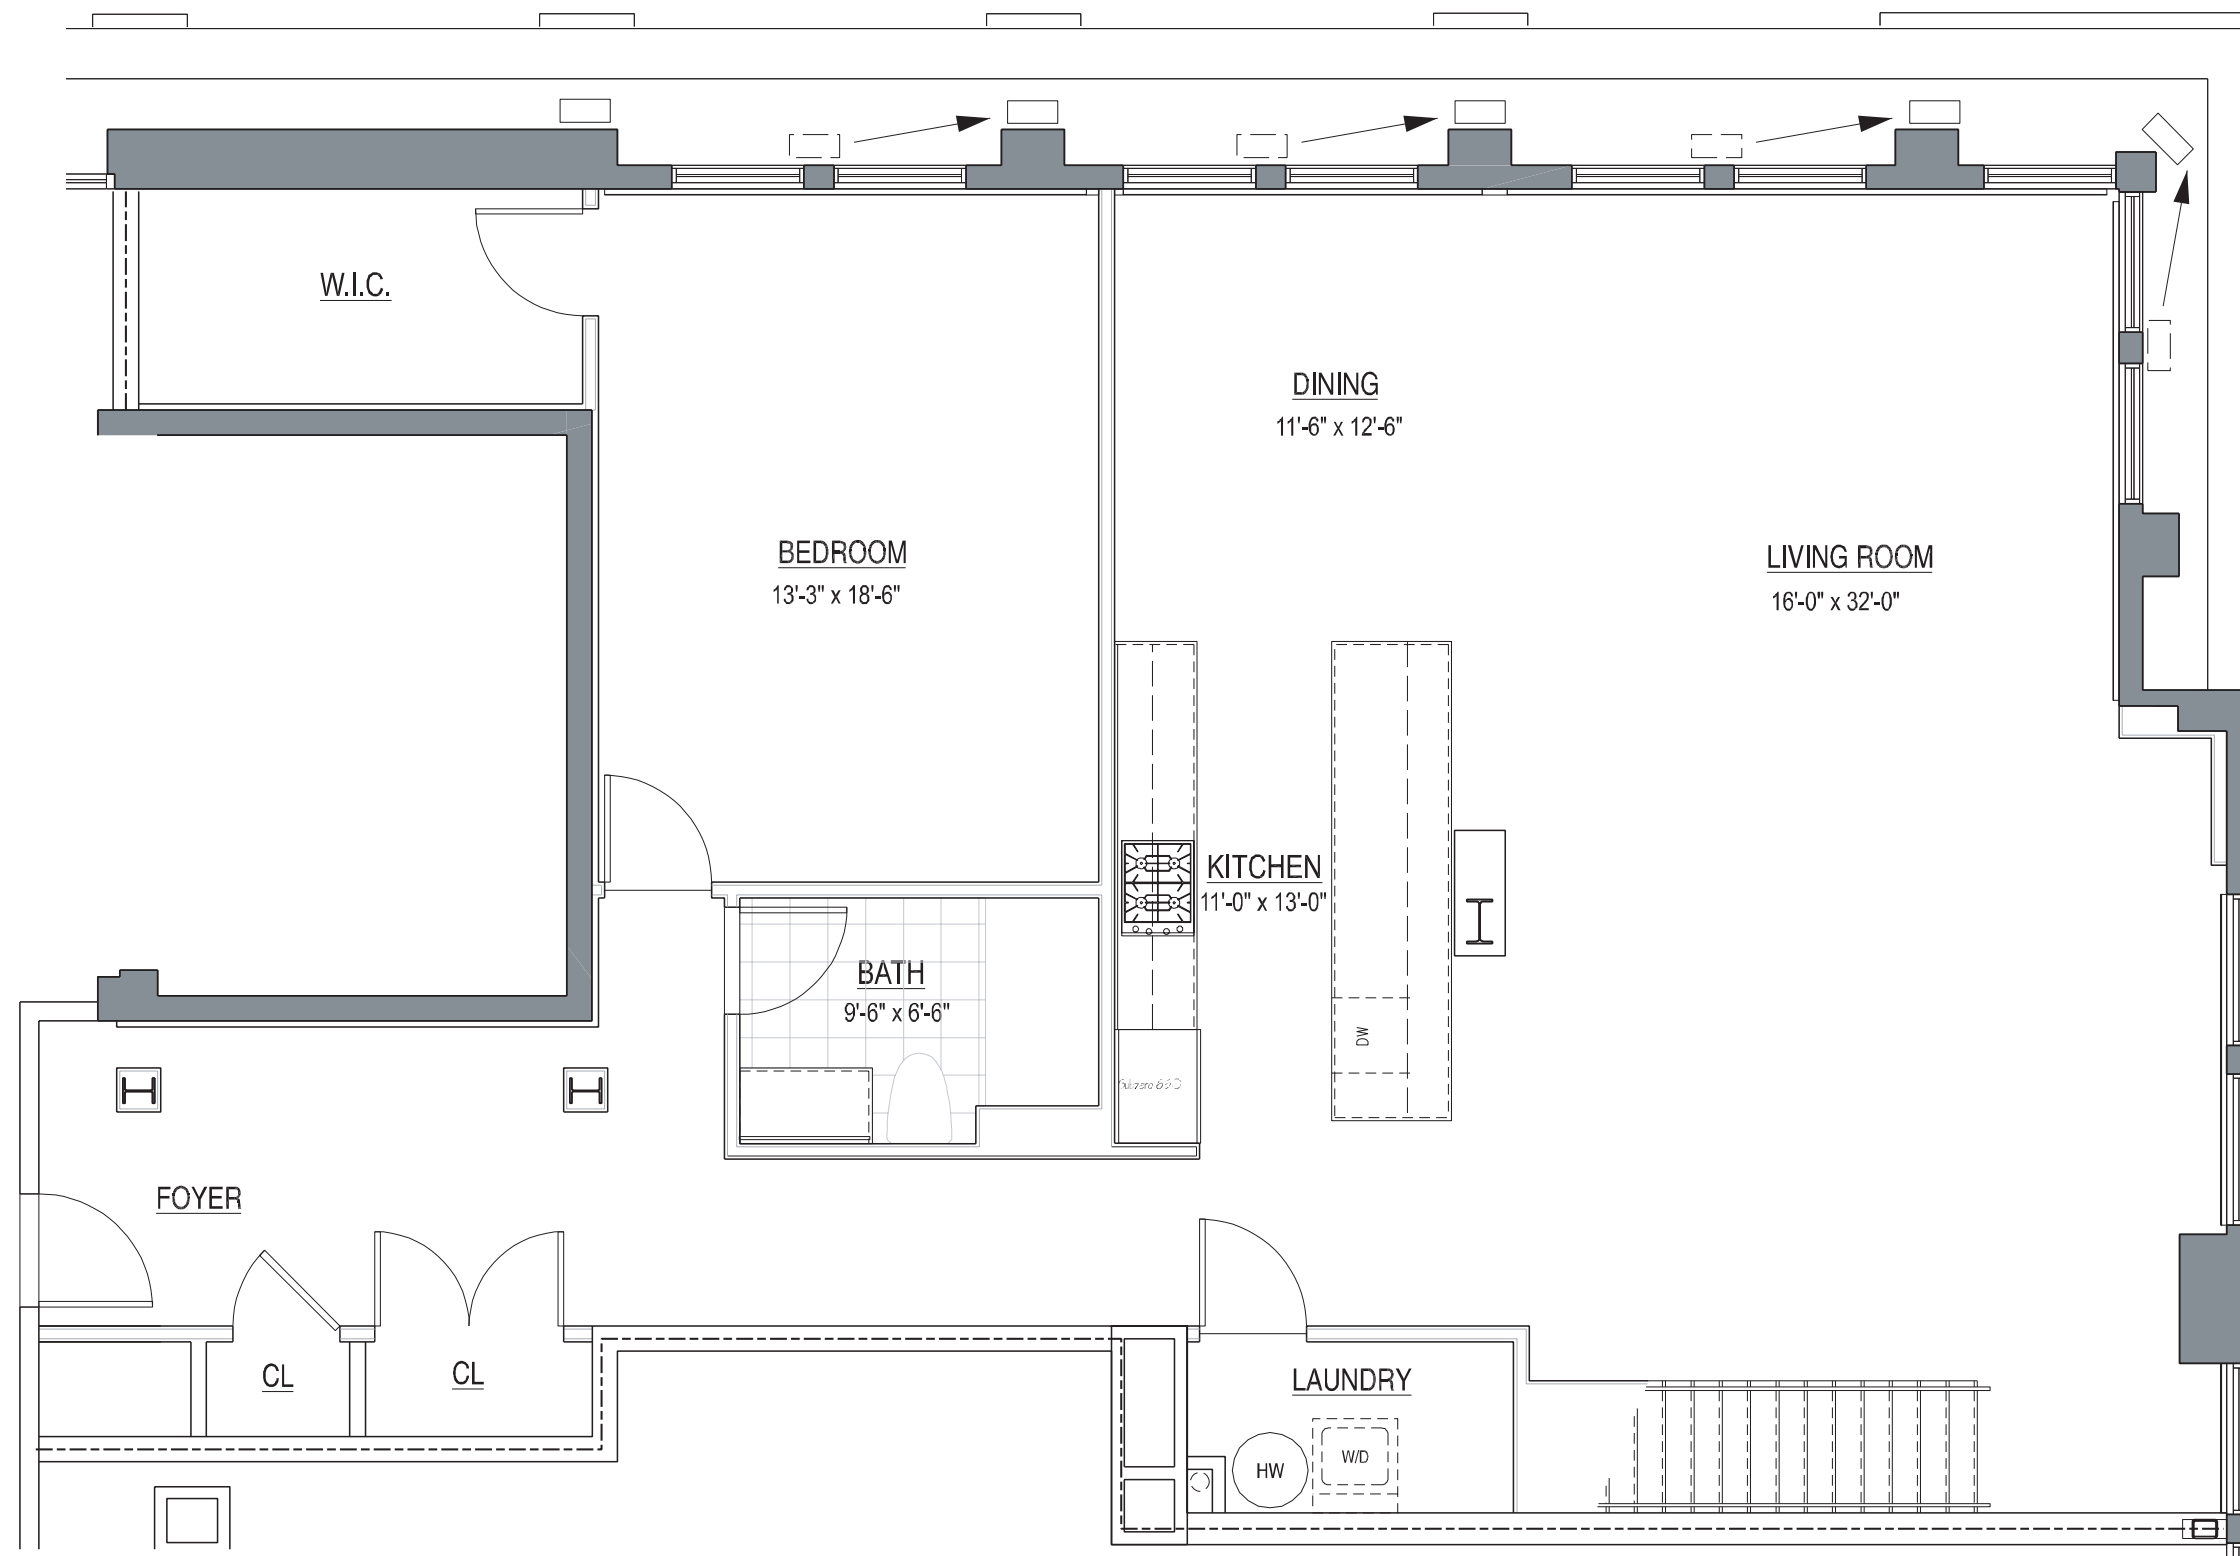 W.I.C.
DINING
11'-6" x 12'-6"
BEDROOM
13'-3" x 18'-6"
LIVING ROOM
16'-0" x 32'-0"
KITCHEN
11'-0" x 13'-0"
BATH
9'-6" x 6'-6"
DW
Subzero
FOYER
CL
CL
LAUNDRY
HW
W/D